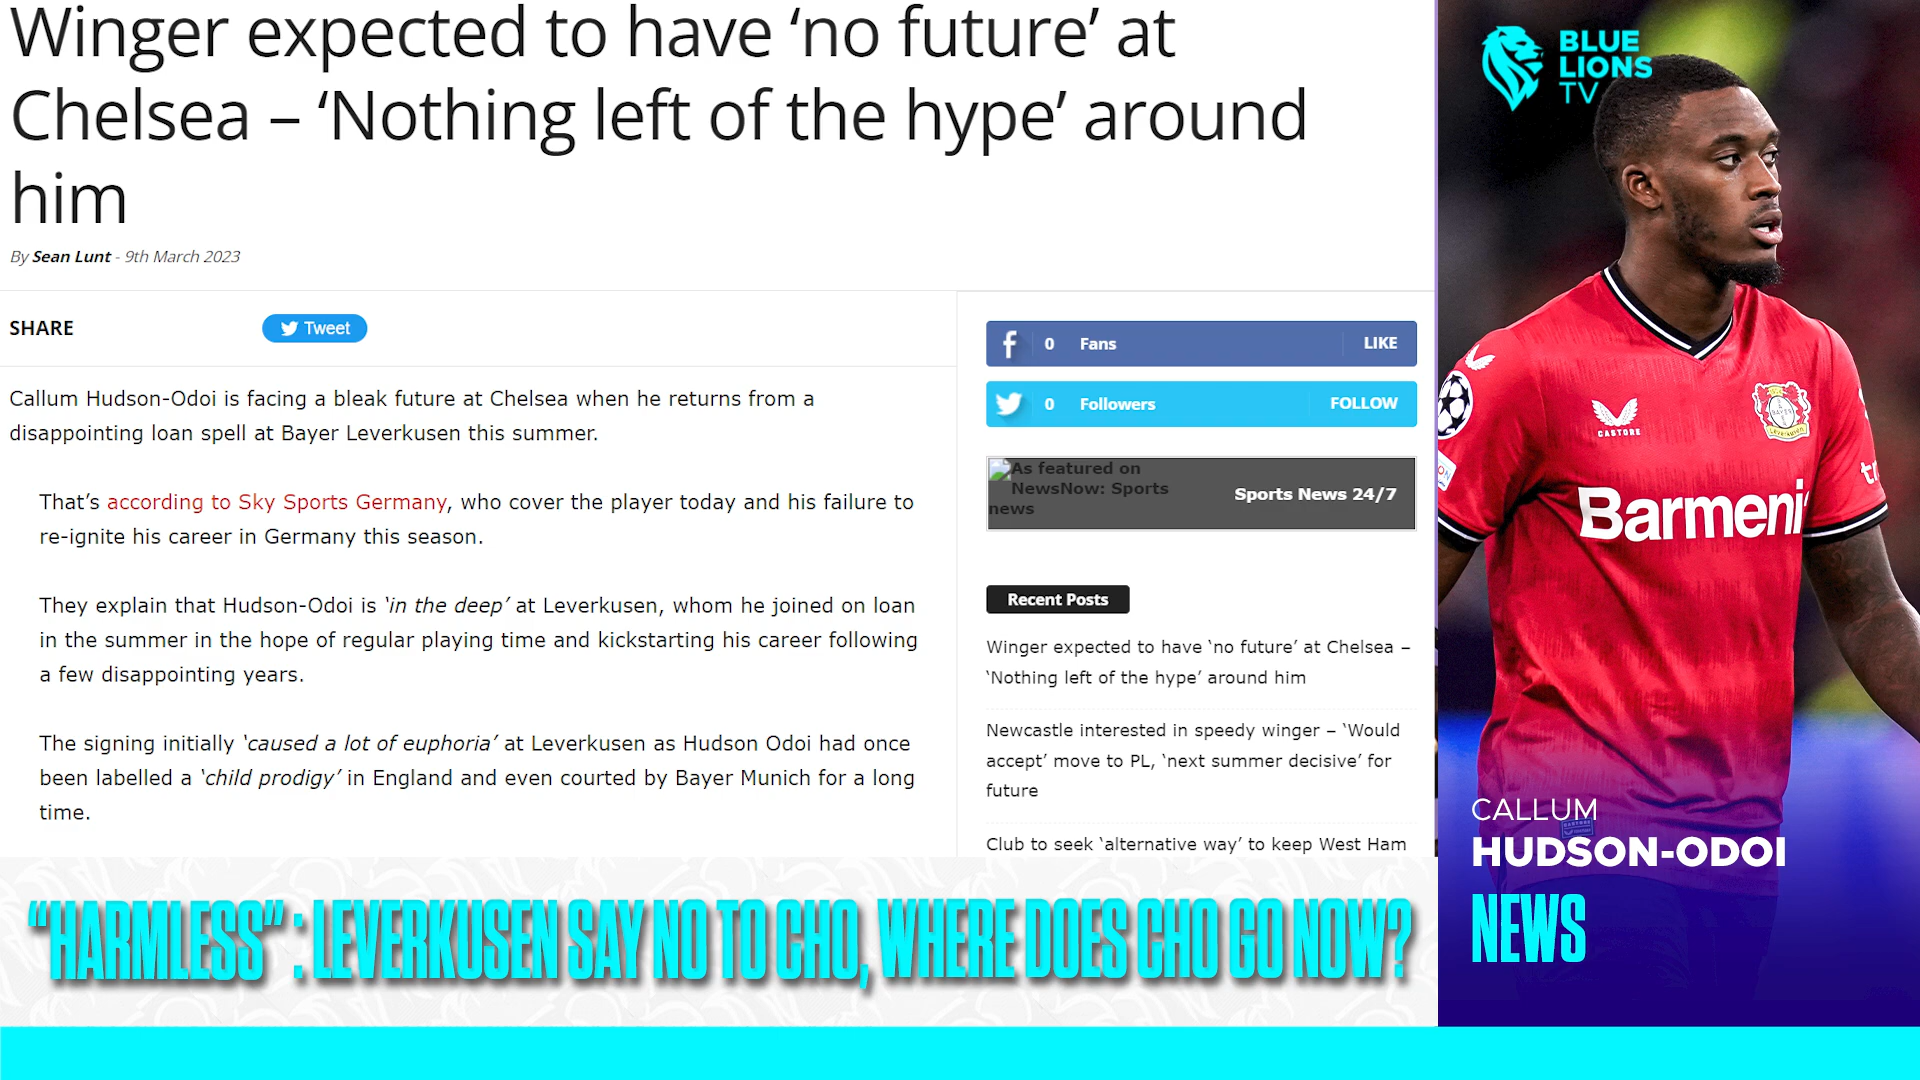 Winger expected to have ‘no future’ at
Chelsea – ‘Nothing left of the hype’ around
him
By Sean Lunt - 9th March 2023
SHARE
Tweet
Callum Hudson-Odoi is facing a bleak future at Chelsea when he returns from a
disappointing loan spell at Bayer Leverkusen this summer.
That’s according to Sky Sports Germany, who cover the player today and his failure to
re-ignite his career in Germany this season.
They explain that Hudson-Odoi is ‘in the deep’ at Leverkusen, whom he joined on loan
in the summer in the hope of regular playing time and kickstarting his career following
a few disappointing years.
The signing initially ‘caused a lot of euphoria’ at Leverkusen as Hudson Odoi had once
been labelled a ‘child prodigy’ in England and even courted by Bayer Munich for a long
time.
0 Fans LIKE
0 Followers FOLLOW
As featured on
NewsNow: Sports
news
Sports News 24/7
Recent Posts
Winger expected to have ‘no future’ at Chelsea –
‘Nothing left of the hype’ around him
Newcastle interested in speedy winger – ‘Would
accept’ move to PL, ‘next summer decisive’ for
future
Club to seek ‘alternative way’ to keep West Ham
“HARMLESS” : LEVERKUSEN SAY NO TO CHO, WHERE DOES CHO GO NOW?
BLUE
LIONS
TV
CASTORE
BAYER
Leverkusen
Barmeni
CALLUM
HUDSON-ODOI
NEWS